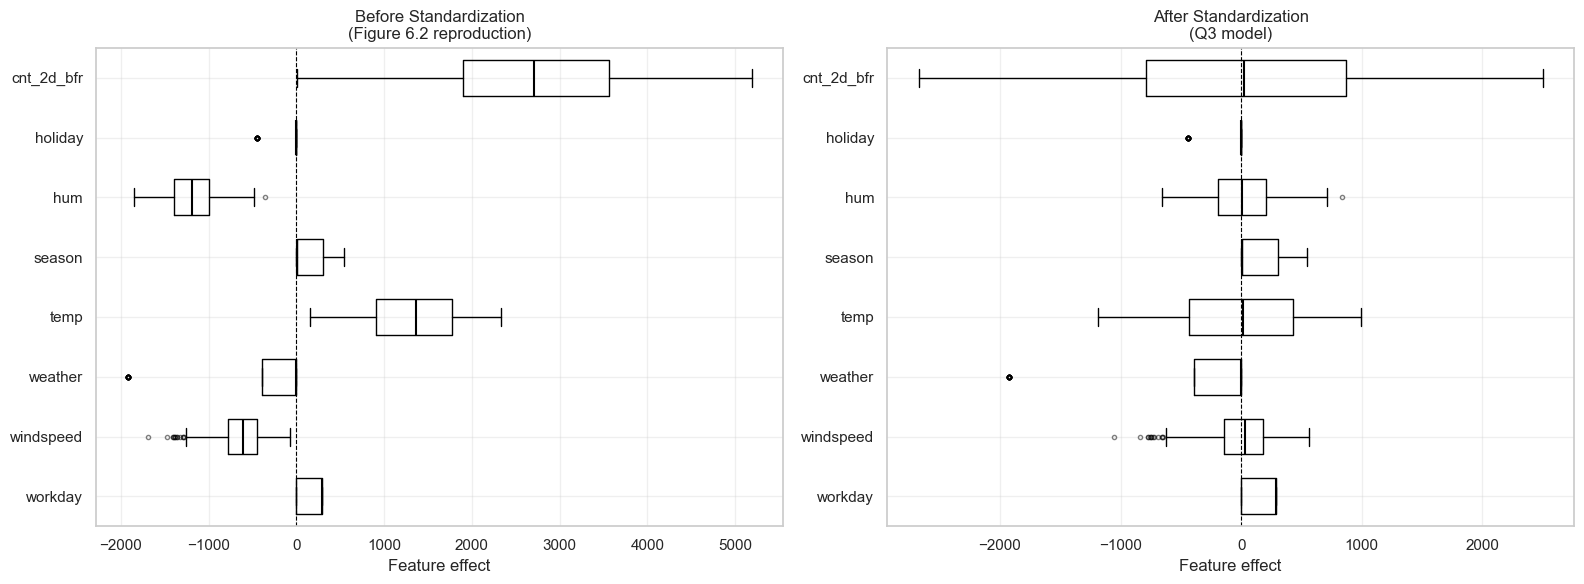 Before Standardization
(Figure 6.2 reproduction)
cnt_2d_bfr
holiday
hum
season
temp
weather
windspeed
workday
−2000 −1000 0 1000 2000 3000 4000 5000
Feature effect
After Standardization
(Q3 model)
cnt_2d_bfr
holiday
hum
season
temp
weather
windspeed
workday
−2000 −1000 0 1000 2000
Feature effect